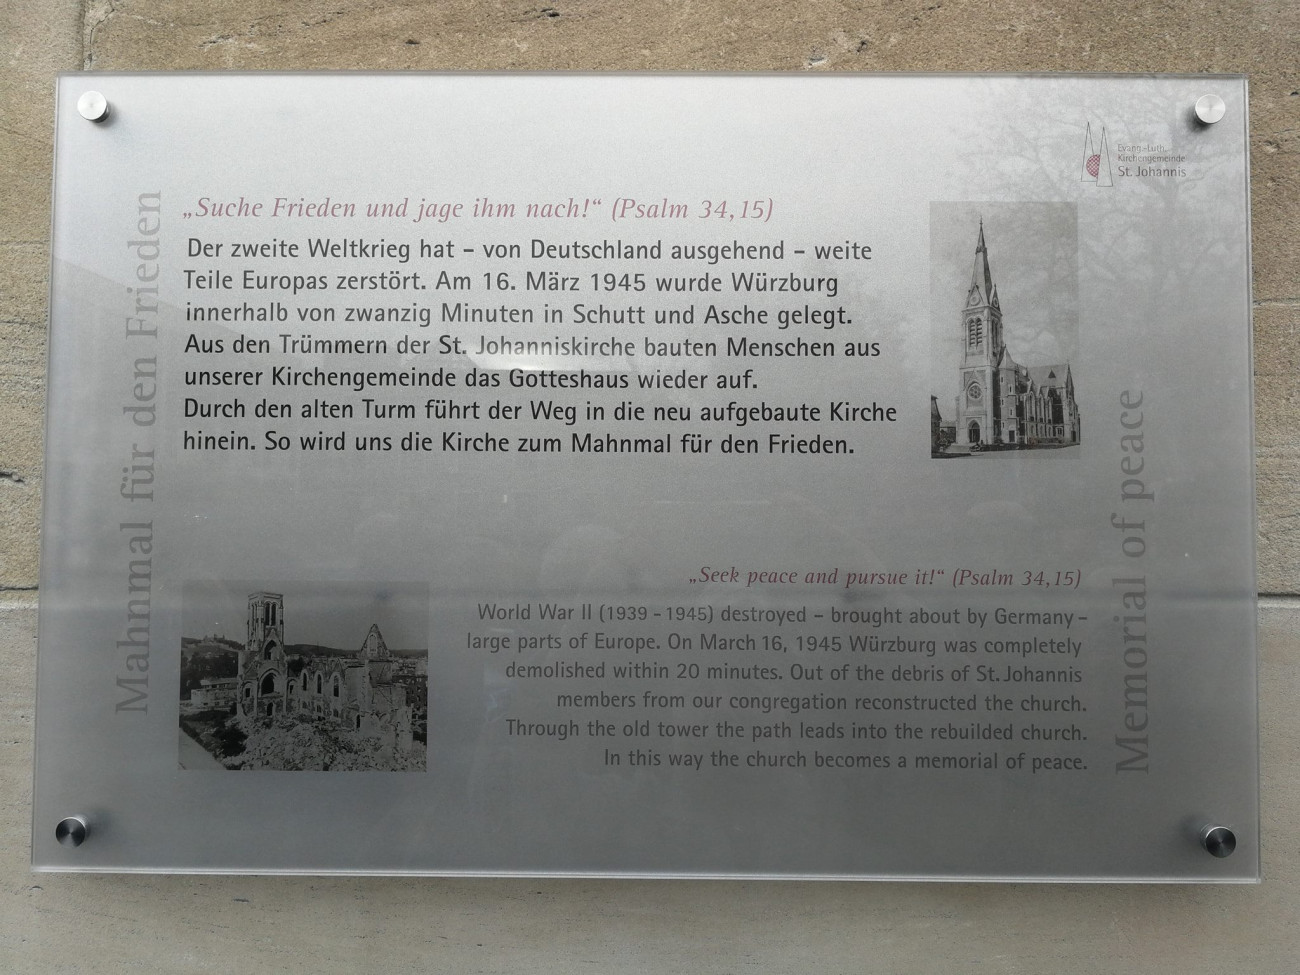 Evang.-Luth.
Kirchengemeinde
St. Johannis
Mahnmal für den Frieden
„Suche Frieden und jage ihm nach!“ (Psalm 34,15)
Der zweite Weltkrieg hat – von Deutschland ausgehend – weite
Teile Europas zerstört. Am 16. März 1945 wurde Würzburg
innerhalb von zwanzig Minuten in Schutt und Asche gelegt.
Aus den Trümmern der St. Johanniskirche bauten Menschen aus
unserer Kirchengemeinde das Gotteshaus wieder auf.
Durch den alten Turm führt der Weg in die neu aufgebaute Kirche
hinein. So wird uns die Kirche zum Mahnmal für den Frieden.
Memorial of peace
„Seek peace and pursue it!“ (Psalm 34,15)
World War II (1939 - 1945) destroyed – brought about by Germany –
large parts of Europe. On March 16, 1945 Würzburg was completely
demolished within 20 minutes. Out of the debris of St. Johannis
members from our congregation reconstructed the church.
Through the old tower the path leads into the rebuilded church.
In this way the church becomes a memorial of peace.